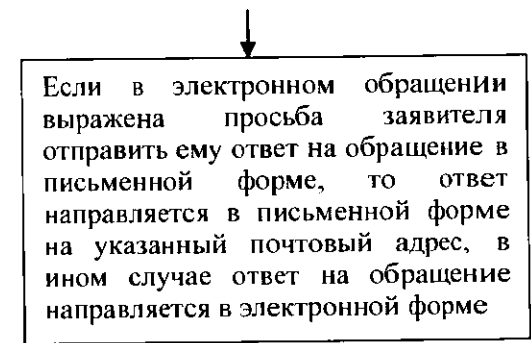 Если в электронном обращении
выражена просьба заявителя
отправить ему ответ на обращение в
письменной форме, то ответ
направляется в письменной форме
на указанный почтовый адрес, в
ином случае ответ на обращение
направляется в электронной форме